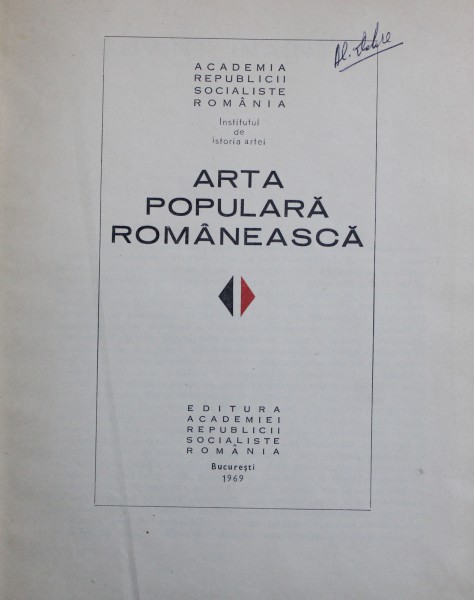 ACADEMIA
REPUBLICII
SOCIALISTE
ROMÂNIA
Institutul
de
istoria artei
ARTA
POPULARĂ
ROMÂNEASCĂ
EDITURA
ACADEMIEI
REPUBLICII
SOCIALISTE
ROMÂNIA
București
1969